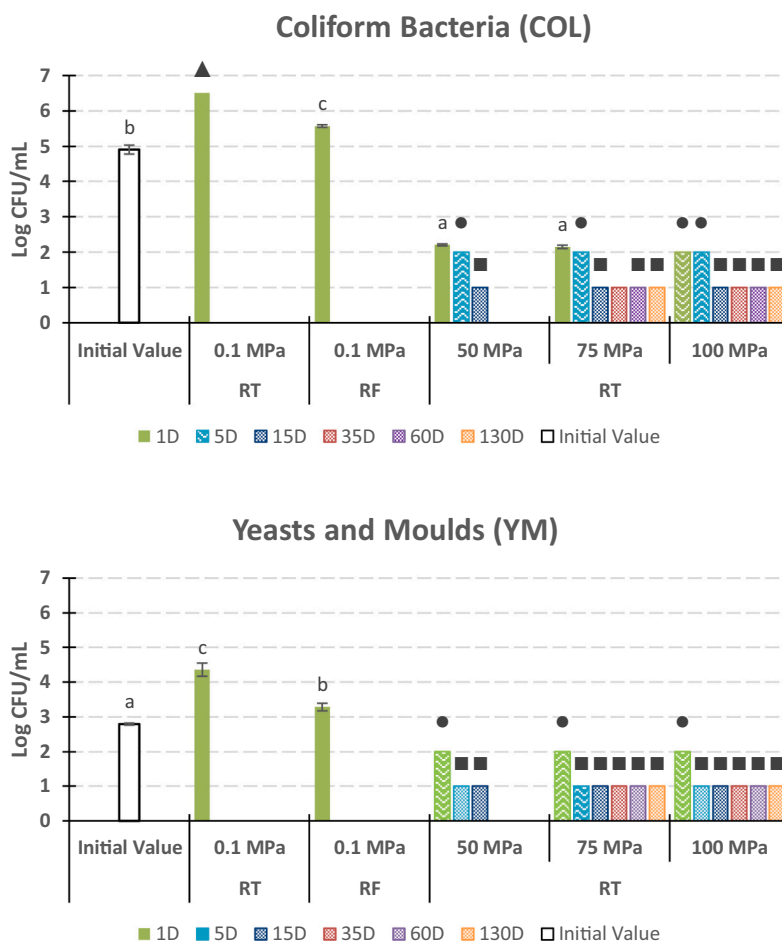 Coliform Bacteria (COL)
7
6
5
4
3
2
1
0
Log CFU/mL
b
c
a
a
Initial Value
0.1 MPa
0.1 MPa
50 MPa
75 MPa
100 MPa
RT
RF
RT
1D
5D
15D
35D
60D
130D
Initial Value
Yeasts and Moulds (YM)
7
6
5
4
3
2
1
0
Log CFU/mL
a
c
b
Initial Value
0.1 MPa
0.1 MPa
50 MPa
75 MPa
100 MPa
RT
RF
RT
1D
5D
15D
35D
60D
130D
Initial Value